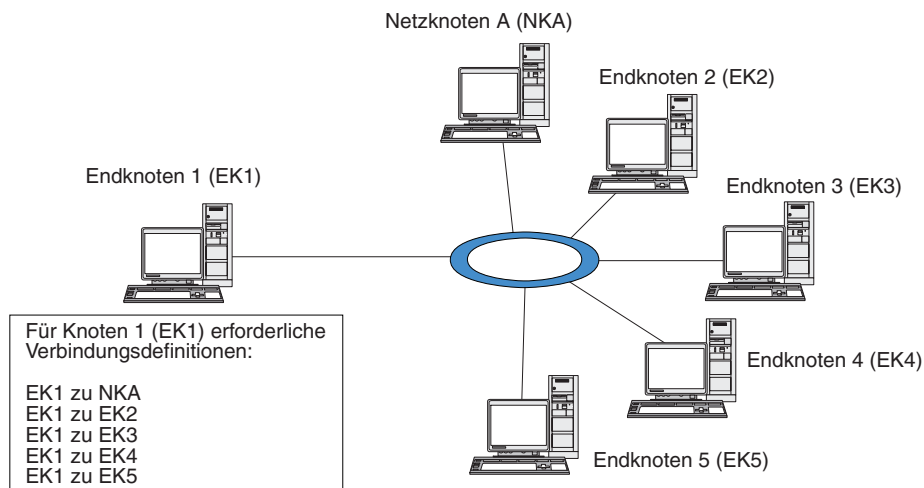 Netzknoten A (NKA)
Endknoten 2 (EK2)
Endknoten 1 (EK1)
Endknoten 3 (EK3)
Für Knoten 1 (EK1) erforderliche
Verbindungsdefinitionen:
EK1 zu NKA
EK1 zu EK2
EK1 zu EK3
EK1 zu EK4
EK1 zu EK5
Endknoten 4 (EK4)
Endknoten 5 (EK5)